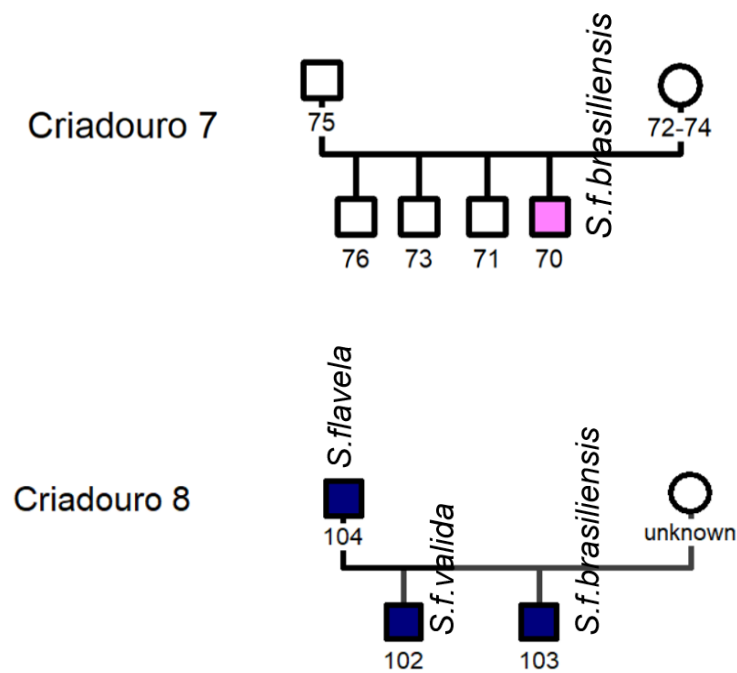 Criadouro 7
75
S.f.brasiliensis
72-74
76
73
71
70
Criadouro 8
S.flavela
104
S.f.valida
S.f.brasiliensis
unknown
102
103